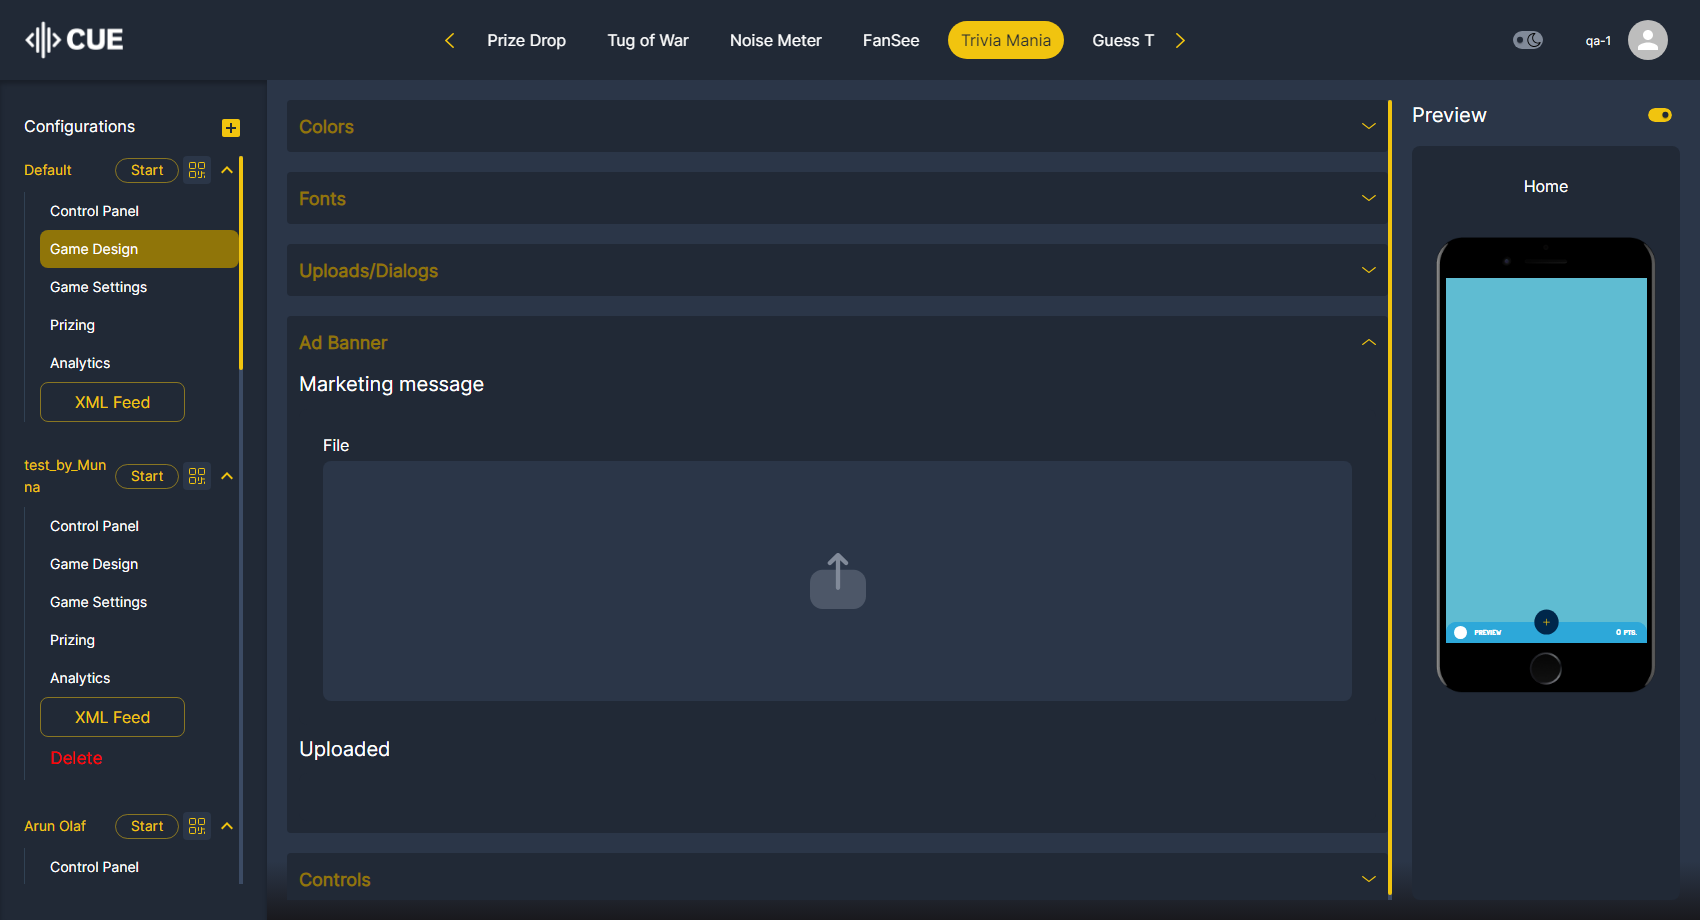 CUE
Prize Drop
Tug of War
Noise Meter
FanSee
Trivia Mania
Guess T
qa-1
Configurations
Default
Start
Control Panel
Game Design
Game Settings
Prizing
Analytics
XML Feed
test_by_Mun
na
Start
Control Panel
Game Design
Game Settings
Prizing
Analytics
XML Feed
Delete
Arun Olaf
Start
Control Panel
Colors
Fonts
Uploads/Dialogs
Ad Banner
Marketing message
File
Uploaded
Controls
Preview
Home
PREVIEW
0 PTS.